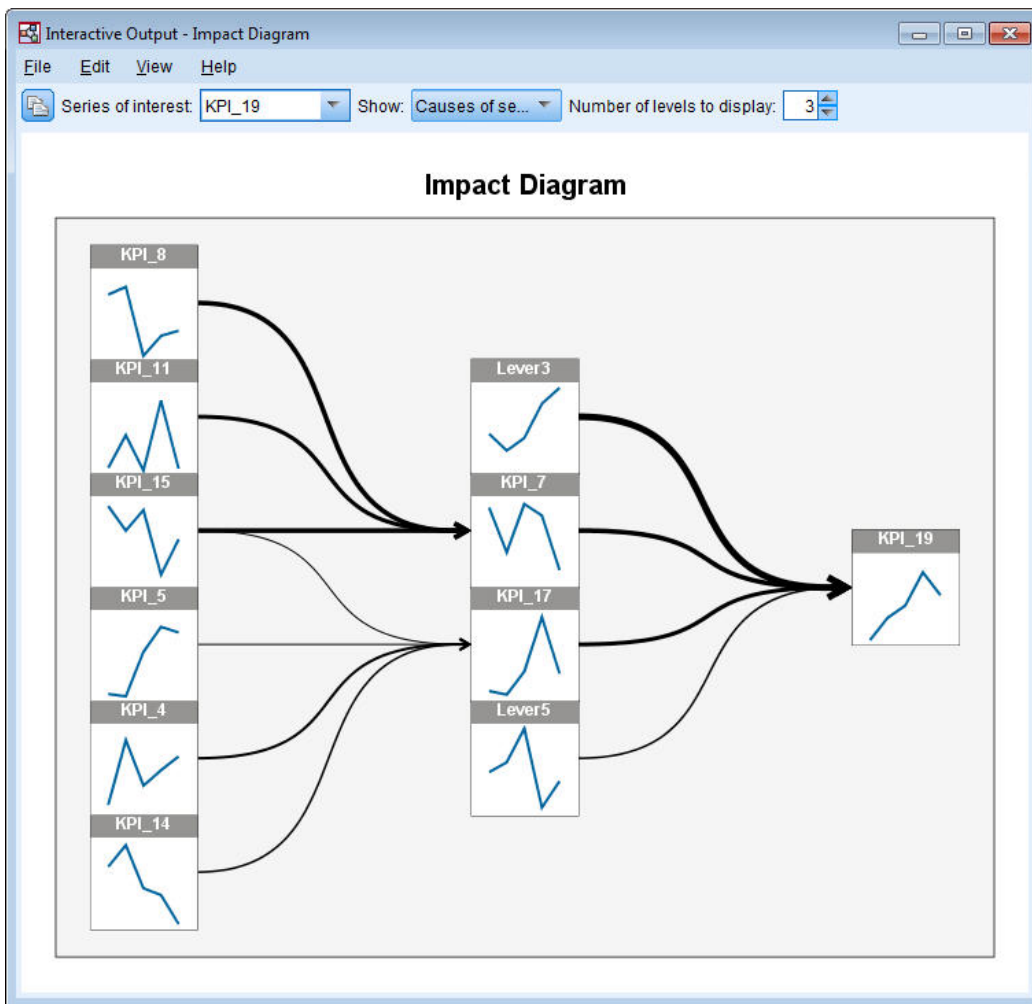 Interactive Output - Impact Diagram
File Edit View Help
Series of interest: KPI_19 Show: Causes of se... Number of levels to display: 3
Impact Diagram
KPI_8
KPI_11
KPI_15
KPI_5
KPI_4
KPI_14
Lever3
KPI_7
KPI_17
Lever5
KPI_19